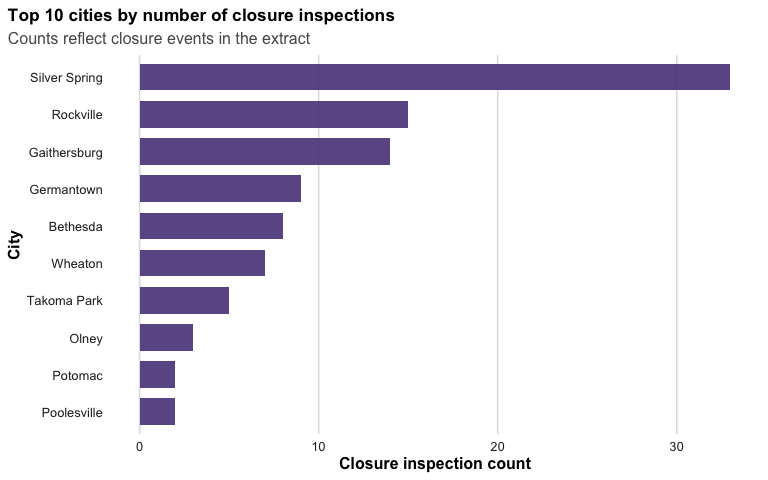 Top 10 cities by number of closure inspections
Counts reflect closure events in the extract
City
Silver Spring
Rockville
Gaithersburg
Germantown
Bethesda
Wheaton
Takoma Park
Olney
Potomac
Poolesville
0 10 20 30
Closure inspection count